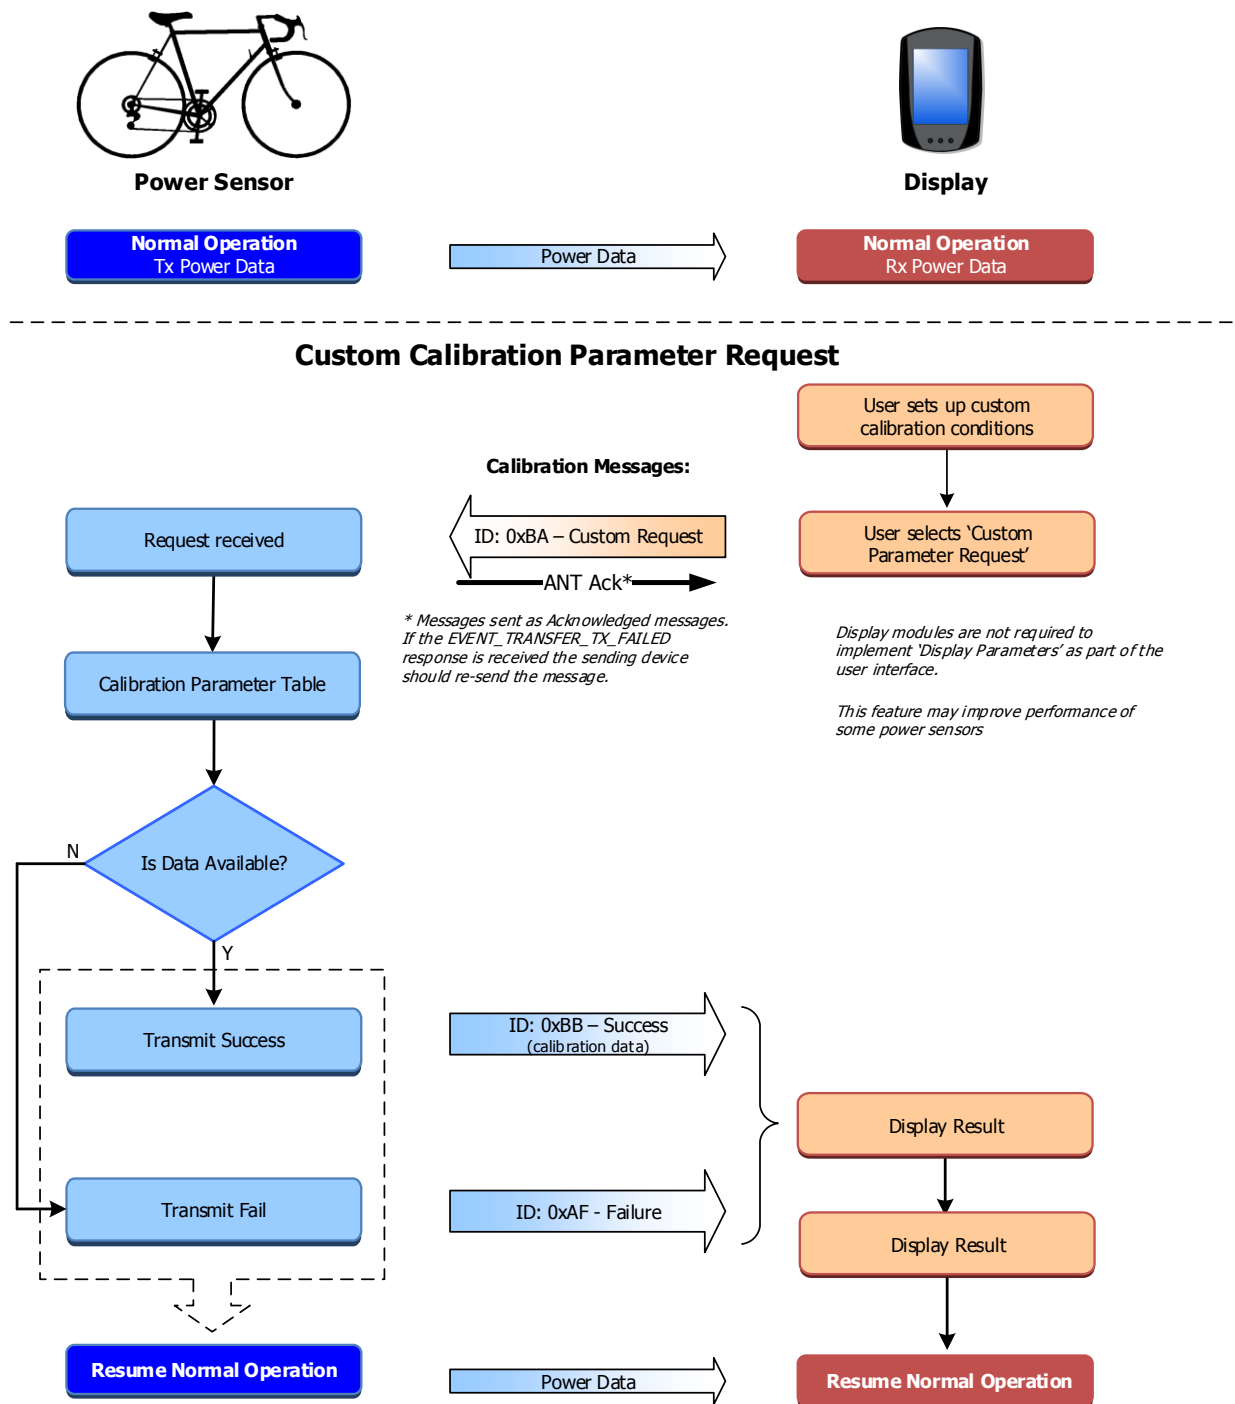 Power Sensor
Display
Normal Operation
Tx Power Data
Power Data
Normal Operation
Rx Power Data
Custom Calibration Parameter Request
User sets up custom
calibration conditions
Calibration Messages:
Request received
ID: 0xBA – Custom Request
User selects ‘Custom
Parameter Request’
ANT Ack*
* Messages sent as Acknowledged messages.
If the EVENT_TRANSFER_TX_FAILED
response is received the sending device
should re-send the message.
Display modules are not required to
implement ‘Display Parameters’ as part of the
user interface.
This feature may improve performance of
some power sensors
Calibration Parameter Table
Is Data Available?
N
Y
Transmit Success
ID: 0xBB – Success
(calibration data)
Display Result
Transmit Fail
ID: 0xAF - Failure
Display Result
Resume Normal Operation
Power Data
Resume Normal Operation